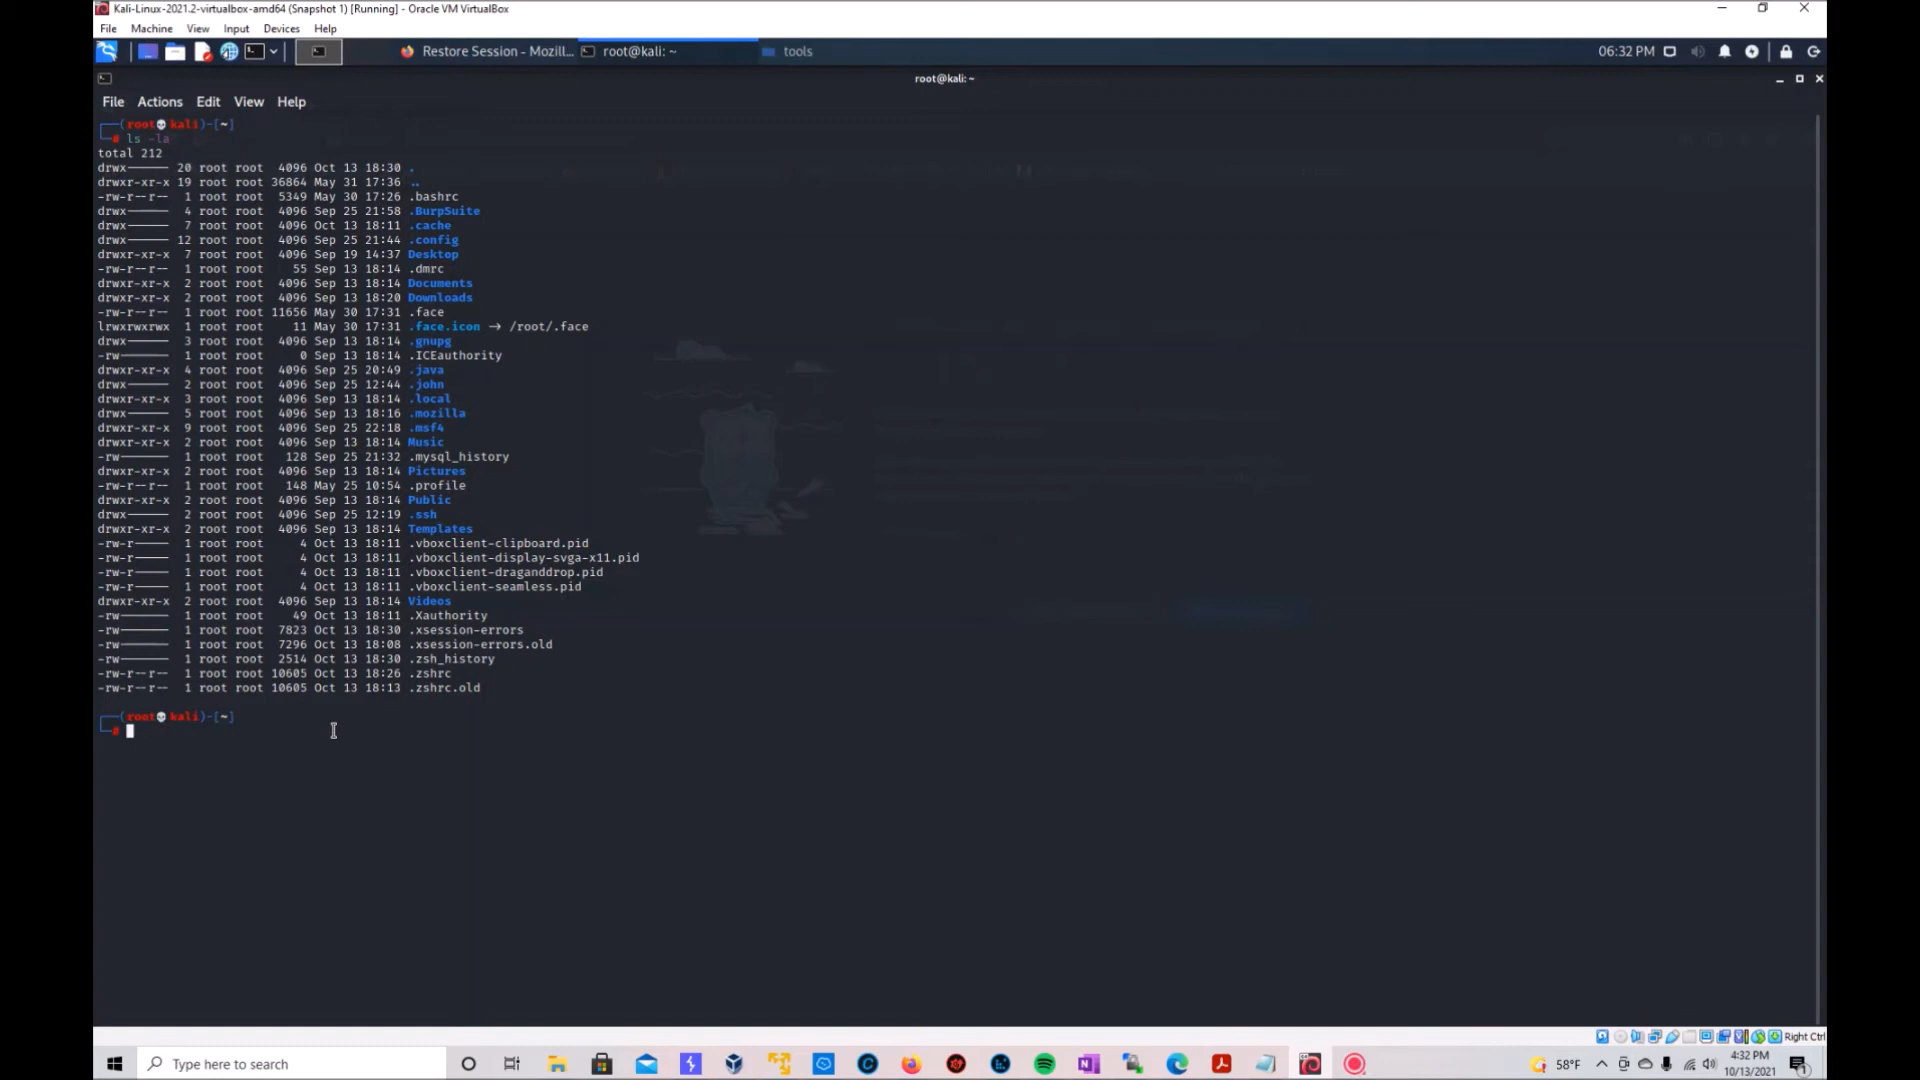 Kali-Linux-2021.2-virtualbox-amd64 (Snapshot 1) [Running] - Oracle VM VirtualBox
File Machine View Input Devices Help
Restore Session - Mozill... root@kali: ~ tools 06:32 PM
root@kali: ~
File Actions Edit View Help
(root💀kali)-[~]
# ls -la
total 212
drwx------ 20 root root 4096 Oct 13 18:30 .
drwxr-xr-x 19 root root 36864 May 31 17:36 ..
-rw-r--r-- 1 root root 5349 May 30 17:26 .bashrc
drwx------ 4 root root 4096 Sep 25 21:58 .BurpSuite
drwx------ 7 root root 4096 Oct 13 18:11 .cache
drwx------ 12 root root 4096 Sep 25 21:44 .config
drwxr-xr-x 7 root root 4096 Sep 19 14:37 Desktop
-rw-r--r-- 1 root root 55 Sep 13 18:14 .dmrc
drwxr-xr-x 2 root root 4096 Sep 13 18:14 Documents
drwxr-xr-x 2 root root 4096 Sep 13 18:20 Downloads
-rw-r--r-- 1 root root 11656 May 30 17:31 .face
lrwxrwxrwx 1 root root 11 May 30 17:31 .face.icon → /root/.face
drwx------ 3 root root 4096 Sep 13 18:14 .gnupg
-rw------- 1 root root 0 Sep 13 18:14 .ICEauthority
drwxr-xr-x 4 root root 4096 Sep 25 20:49 .java
drwx------ 2 root root 4096 Sep 25 12:44 .john
drwxr-xr-x 3 root root 4096 Sep 13 18:14 .local
drwx------ 5 root root 4096 Sep 13 18:16 .mozilla
drwxr-xr-x 9 root root 4096 Sep 25 22:18 .msf4
drwxr-xr-x 2 root root 4096 Sep 13 18:14 Music
-rw------- 1 root root 128 Sep 25 21:32 .mysql_history
drwxr-xr-x 2 root root 4096 Sep 13 18:14 Pictures
-rw-r--r-- 1 root root 148 May 25 10:54 .profile
drwxr-xr-x 2 root root 4096 Sep 13 18:14 Public
drwx------ 2 root root 4096 Sep 25 12:19 .ssh
drwxr-xr-x 2 root root 4096 Sep 13 18:14 Templates
-rw-r----- 1 root root 4 Oct 13 18:11 .vboxclient-clipboard.pid
-rw-r----- 1 root root 4 Oct 13 18:11 .vboxclient-display-svga-x11.pid
-rw-r----- 1 root root 4 Oct 13 18:11 .vboxclient-draganddrop.pid
-rw-r----- 1 root root 4 Oct 13 18:11 .vboxclient-seamless.pid
drwxr-xr-x 2 root root 4096 Sep 13 18:14 Videos
-rw------- 1 root root 49 Oct 13 18:11 .Xauthority
-rw------- 1 root root 7823 Oct 13 18:30 .xsession-errors
-rw------- 1 root root 7296 Oct 13 18:08 .xsession-errors.old
-rw------- 1 root root 2514 Oct 13 18:30 .zsh_history
-rw-r--r-- 1 root root 10605 Oct 13 18:26 .zshrc
-rw-r--r-- 1 root root 10605 Oct 13 18:13 .zshrc.old
(root💀kali)-[~]
#
Right Ctrl
Type here to search 58°F 4:32 PM
10/13/2021